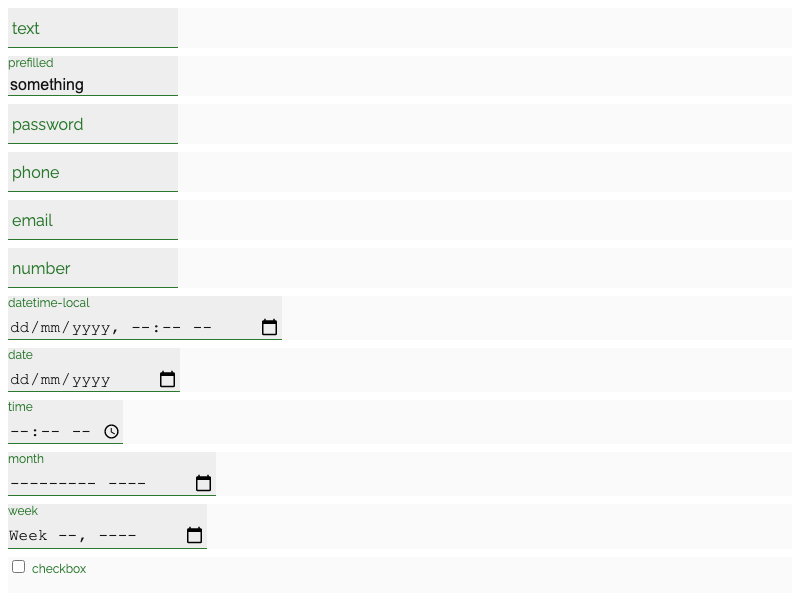 text
prefilled
something
password
phone
email
number
datetime-local
dd/mm/yyyy, --:-- --
date
dd/mm/yyyy
time
--:-- --
month
--------- ----
week
Week --, ----
checkbox